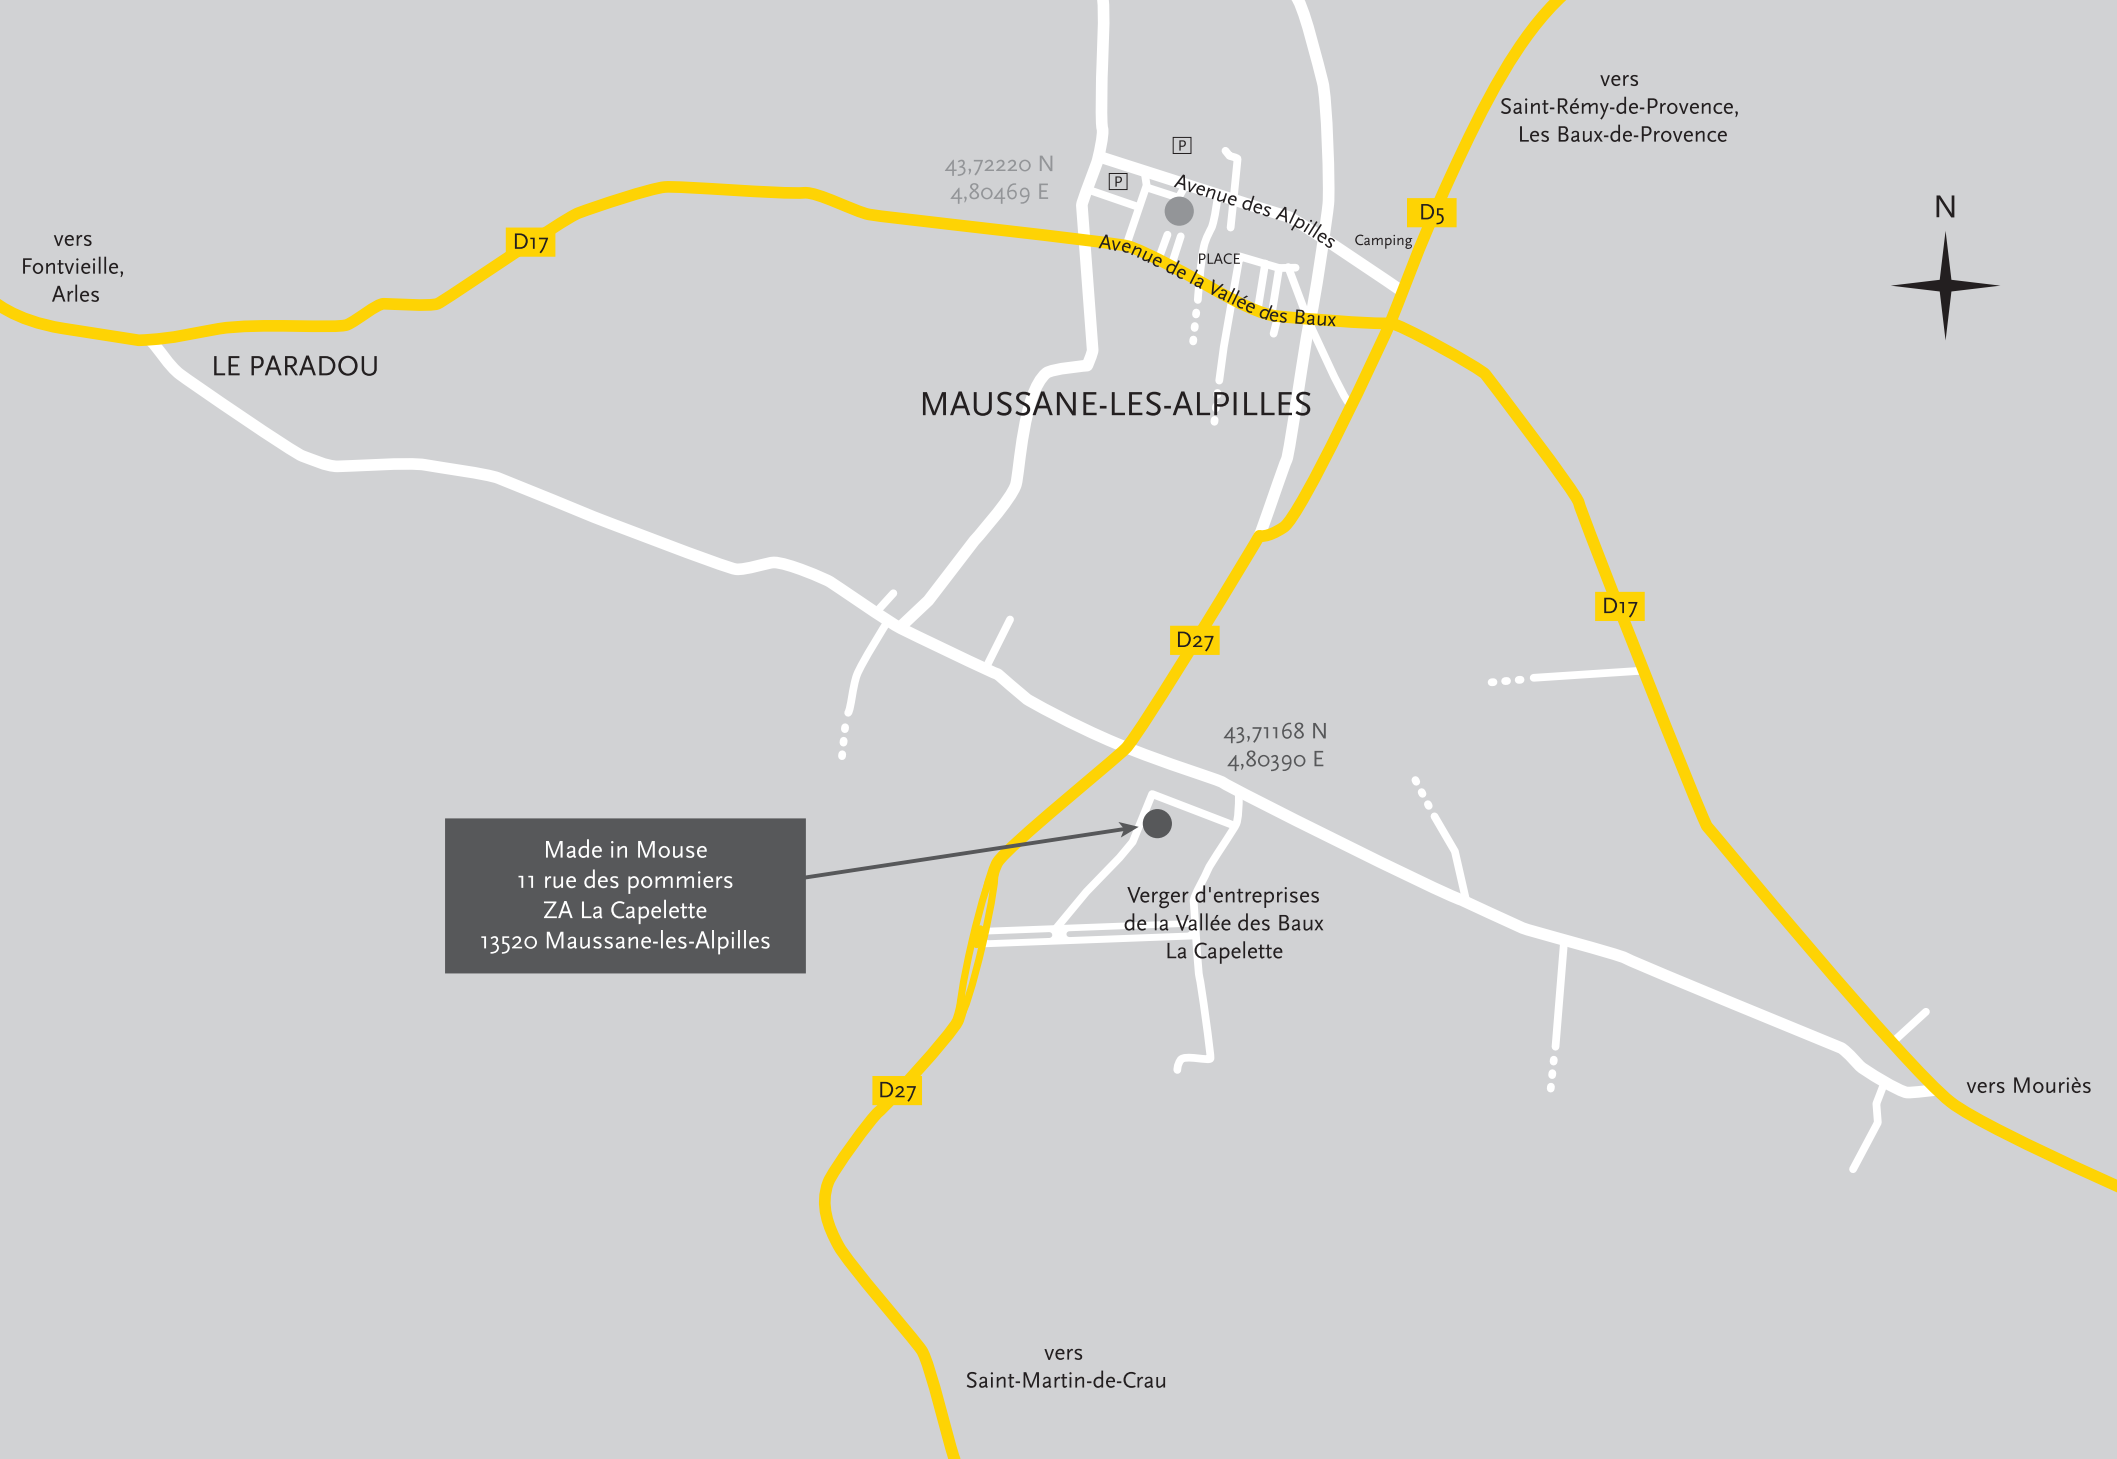 vers
Saint-Rémy-de-Provence,
Les Baux-de-Provence
P
P
43,72220 N
4,80469 E
Avenue des Alpilles
N
D5
Camping
vers
Fontvieille,
Arles
D17
Avenue de la Vallée des Baux
PLACE
LE PARADOU
MAUSSANE-LES-ALPILLES
D17
D27
43,71168 N
4,80390 E
Made in Mouse
11 rue des pommiers
ZA La Capelette
13520 Maussane-les-Alpilles
Verger d'entreprises
de la Vallée des Baux
La Capelette
D27
vers Mouriès
vers
Saint-Martin-de-Crau